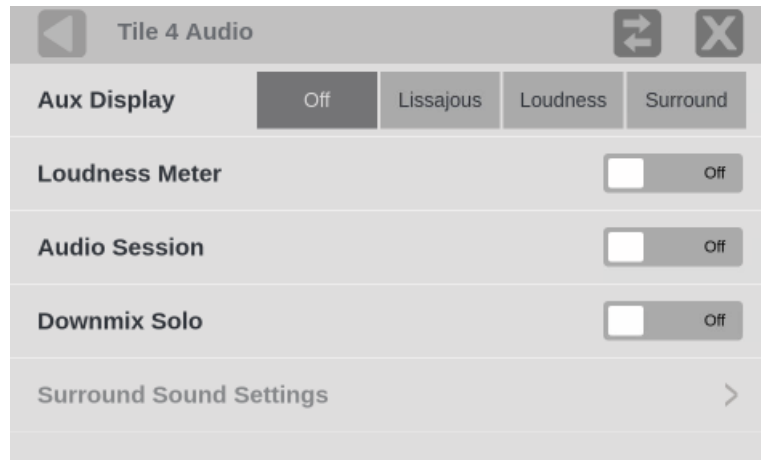 Tile 4 Audio
Aux Display Off Lissajous Loudness Surround
Loudness Meter Off
Audio Session Off
Downmix Solo Off
Surround Sound Settings